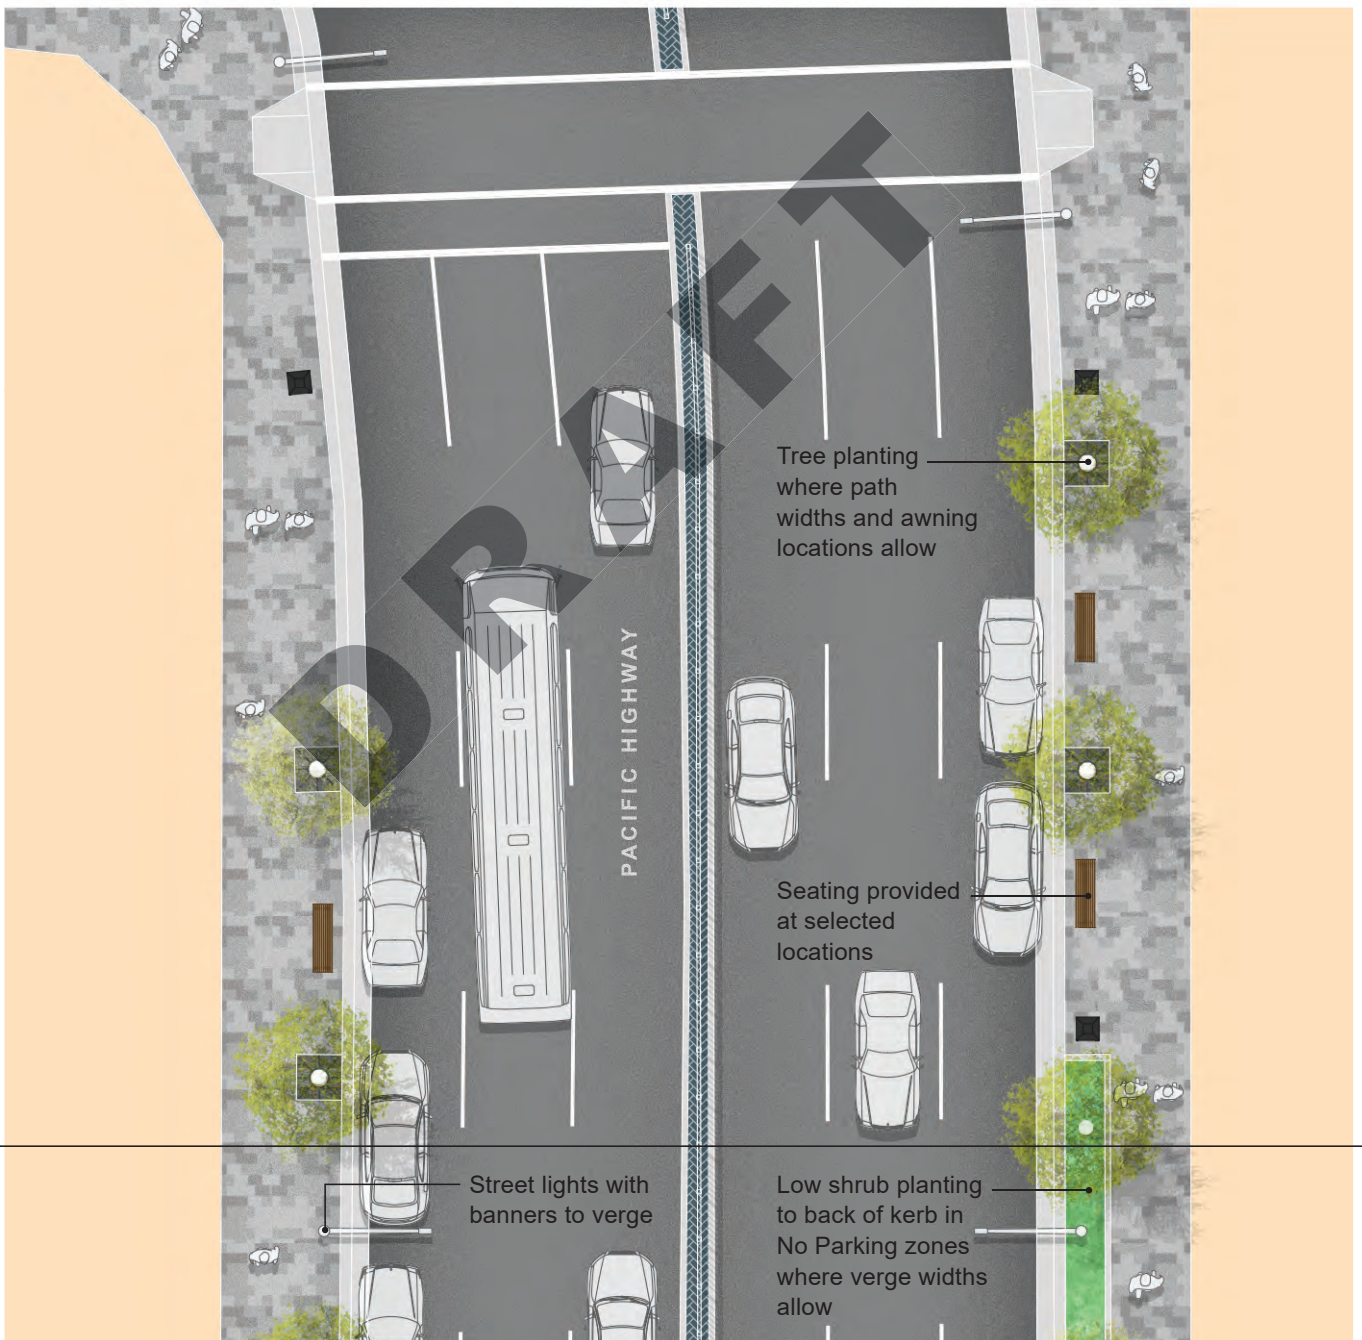 DRAFT
Tree planting
where path
widths and awning
locations allow
PACIFIC HIGHWAY
Seating provided
at selected
locations
Street lights with
banners to verge
Low shrub planting
to back of kerb in
No Parking zones
where verge widths
allow